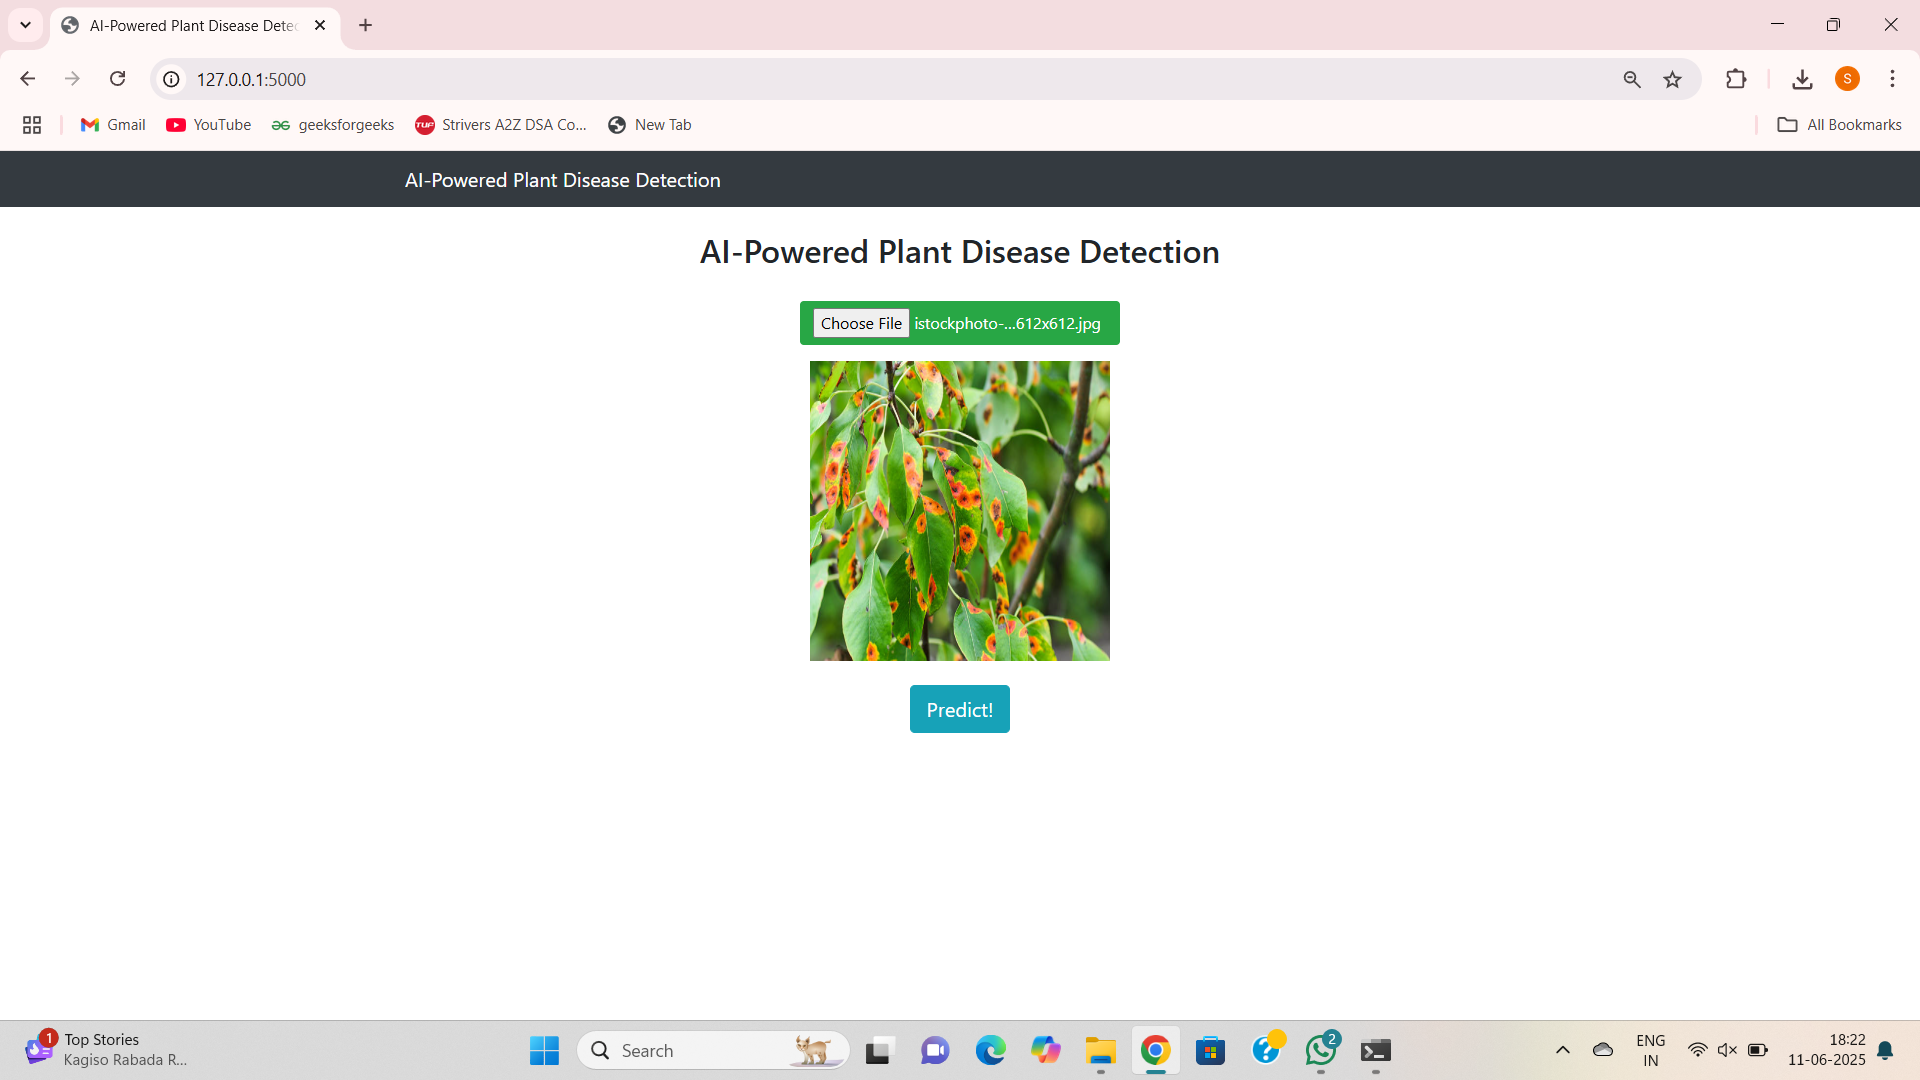 AI-Powered Plant Disease Detec
127.0.0.1:5000
S
Gmail
YouTube
geeksforgeeks
TUF
Strivers A2Z DSA Co...
New Tab
All Bookmarks
AI-Powered Plant Disease Detection
AI-Powered Plant Disease Detection
Choose File istockphoto-...612x612.jpg
Predict!
1
Top Stories
Kagiso Rabada R...
Search
2
ENG
IN
18:22
11-06-2025